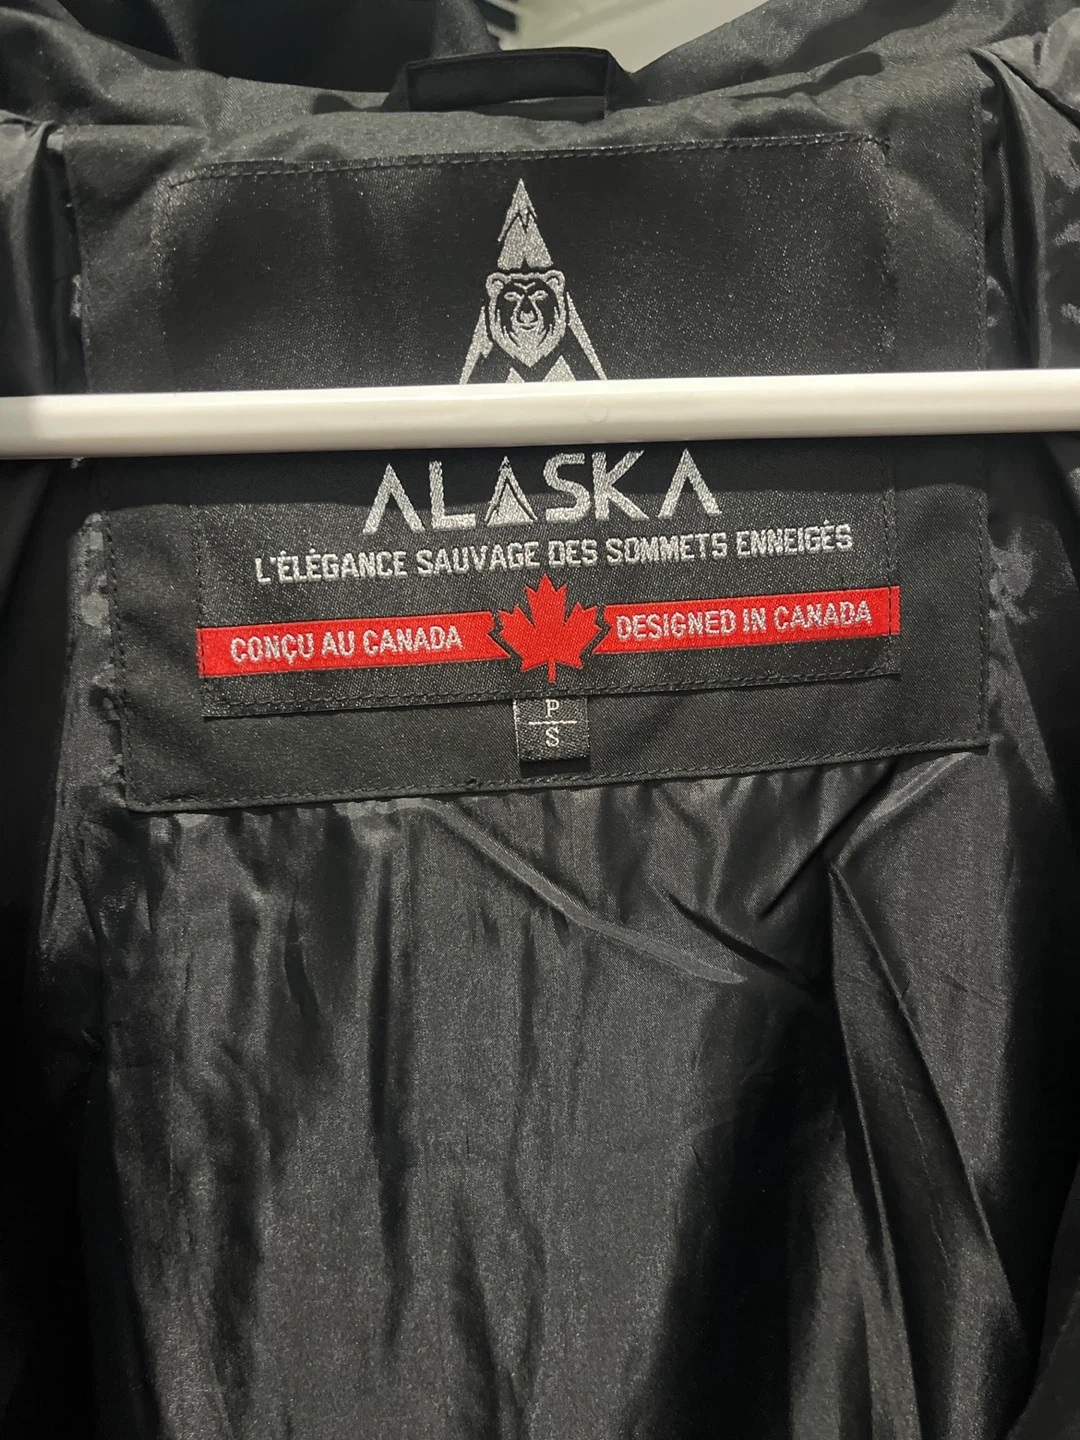 ALASKA
L'ÉLÉGANCE SAUVAGE DES SOMMETS ENNEIGÉS
CONÇU AU CANADA DESIGNED IN CANADA
P
S